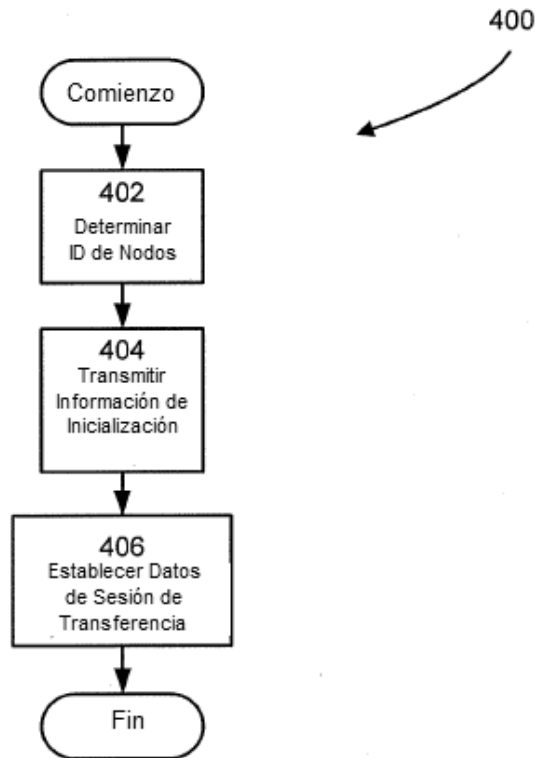 400
Comienzo
402
Determinar
ID de Nodos
404
Transmitir
Información de
Inicialización
406
Establecer Datos
de Sesión de
Transferencia
Fin